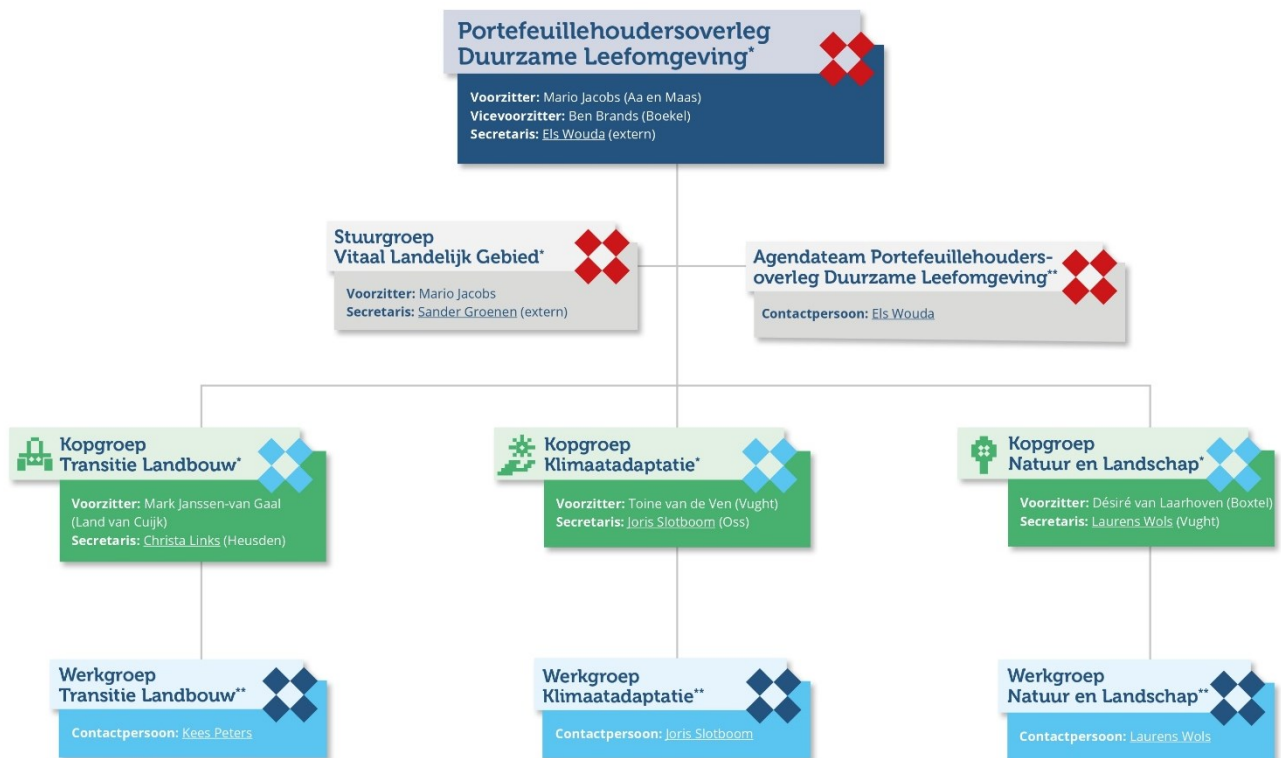 Portefeuillehoudersoverleg
Duurzame Leefomgeving*
Voorzitter: Mario Jacobs (Aa en Maas)
Vicevoorzitter: Ben Brands (Boekel)
Secretaris: Els Wouda (extern)
Stuurgroep
Vitaal Landelijk Gebied*
Voorzitter: Mario Jacobs
Secretaris: Sander Groenen (extern)
Agendateam Portefeuillehouders-
overleg Duurzame Leefomgeving**
Contactpersoon: Els Wouda
Kopgroep
Transitie Landbouw*
Voorzitter: Mark Janssen-van Gaal
(Land van Cuijk)
Secretaris: Christa Links (Heusden)
Kopgroep
Klimaatadaptatie*
Voorzitter: Toine van de Ven (Vught)
Secretaris: Joris Slotboom (Oss)
Kopgroep
Natuur en Landschap*
Voorzitter: Désiré van Laarhoven (Boxtel)
Secretaris: Laurens Wols (Vught)
Werkgroep
Transitie Landbouw**
Contactpersoon: Kees Peters
Werkgroep
Klimaatadaptatie**
Contactpersoon: Joris Slotboom
Werkgroep
Natuur en Landschap**
Contactpersoon: Laurens Wols